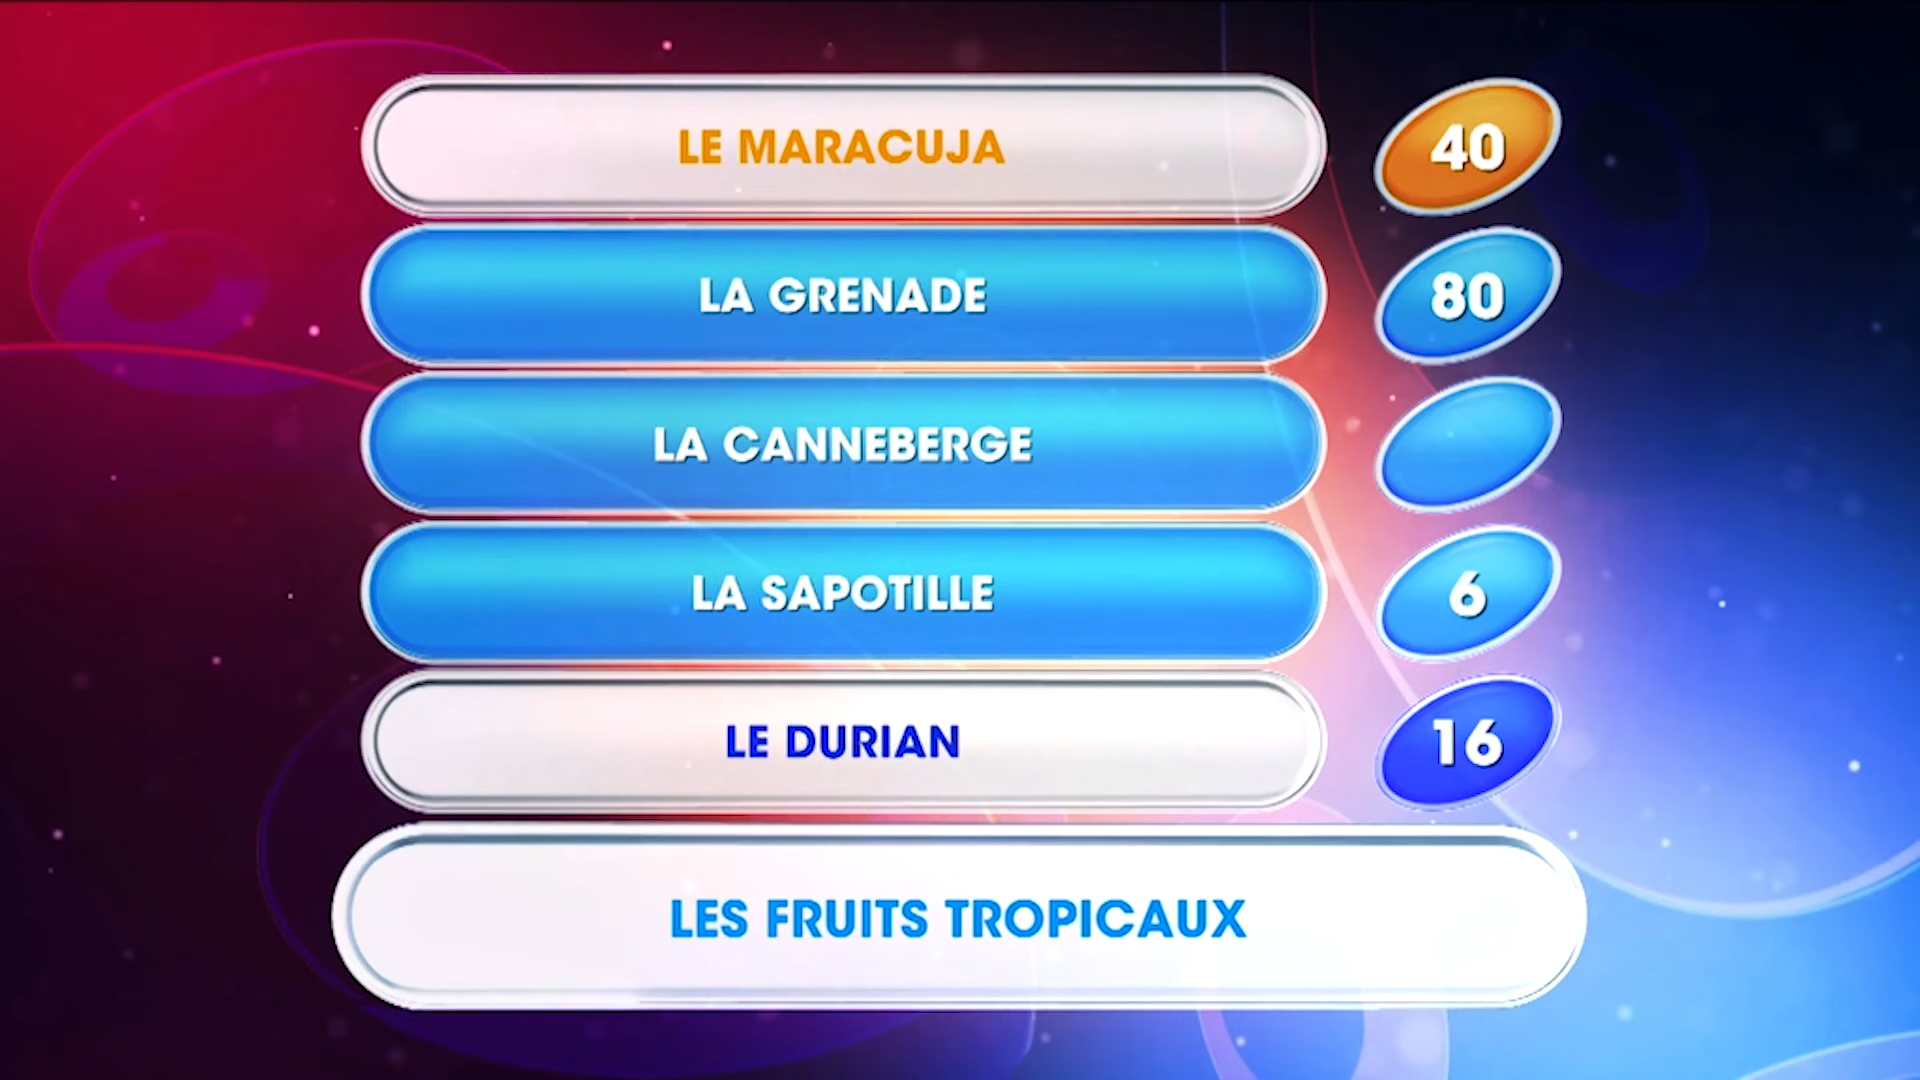 LE MARACUJA 40
LA GRENADE 80
LA CANNEBERGE
LA SAPOTILLE 6
LE DURIAN 16
LES FRUITS TROPICAUX